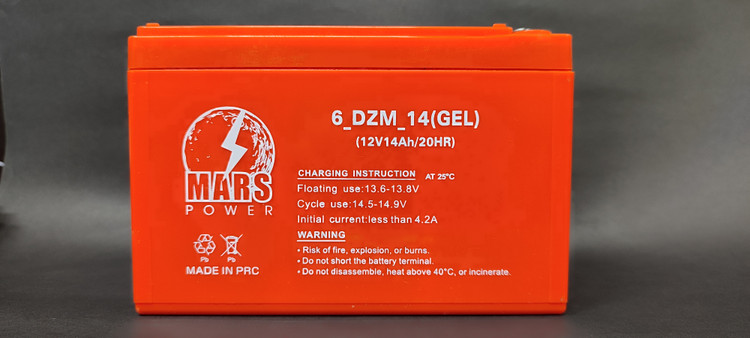 6_DZM_14(GEL)
(12V14Ah/20HR)
MARS
POWER
CHARGING INSTRUCTION AT 25°C
Floating use:13.6-13.8V
Cycle use:14.5-14.9V
Initial current:less than 4.2A
WARNING
• Risk of fire, explosion, or burns.
• Do not short the battery terminal.
• Do not disassemble, heat above 40°C, or incinerate.
Pb Pb
MADE IN PRC